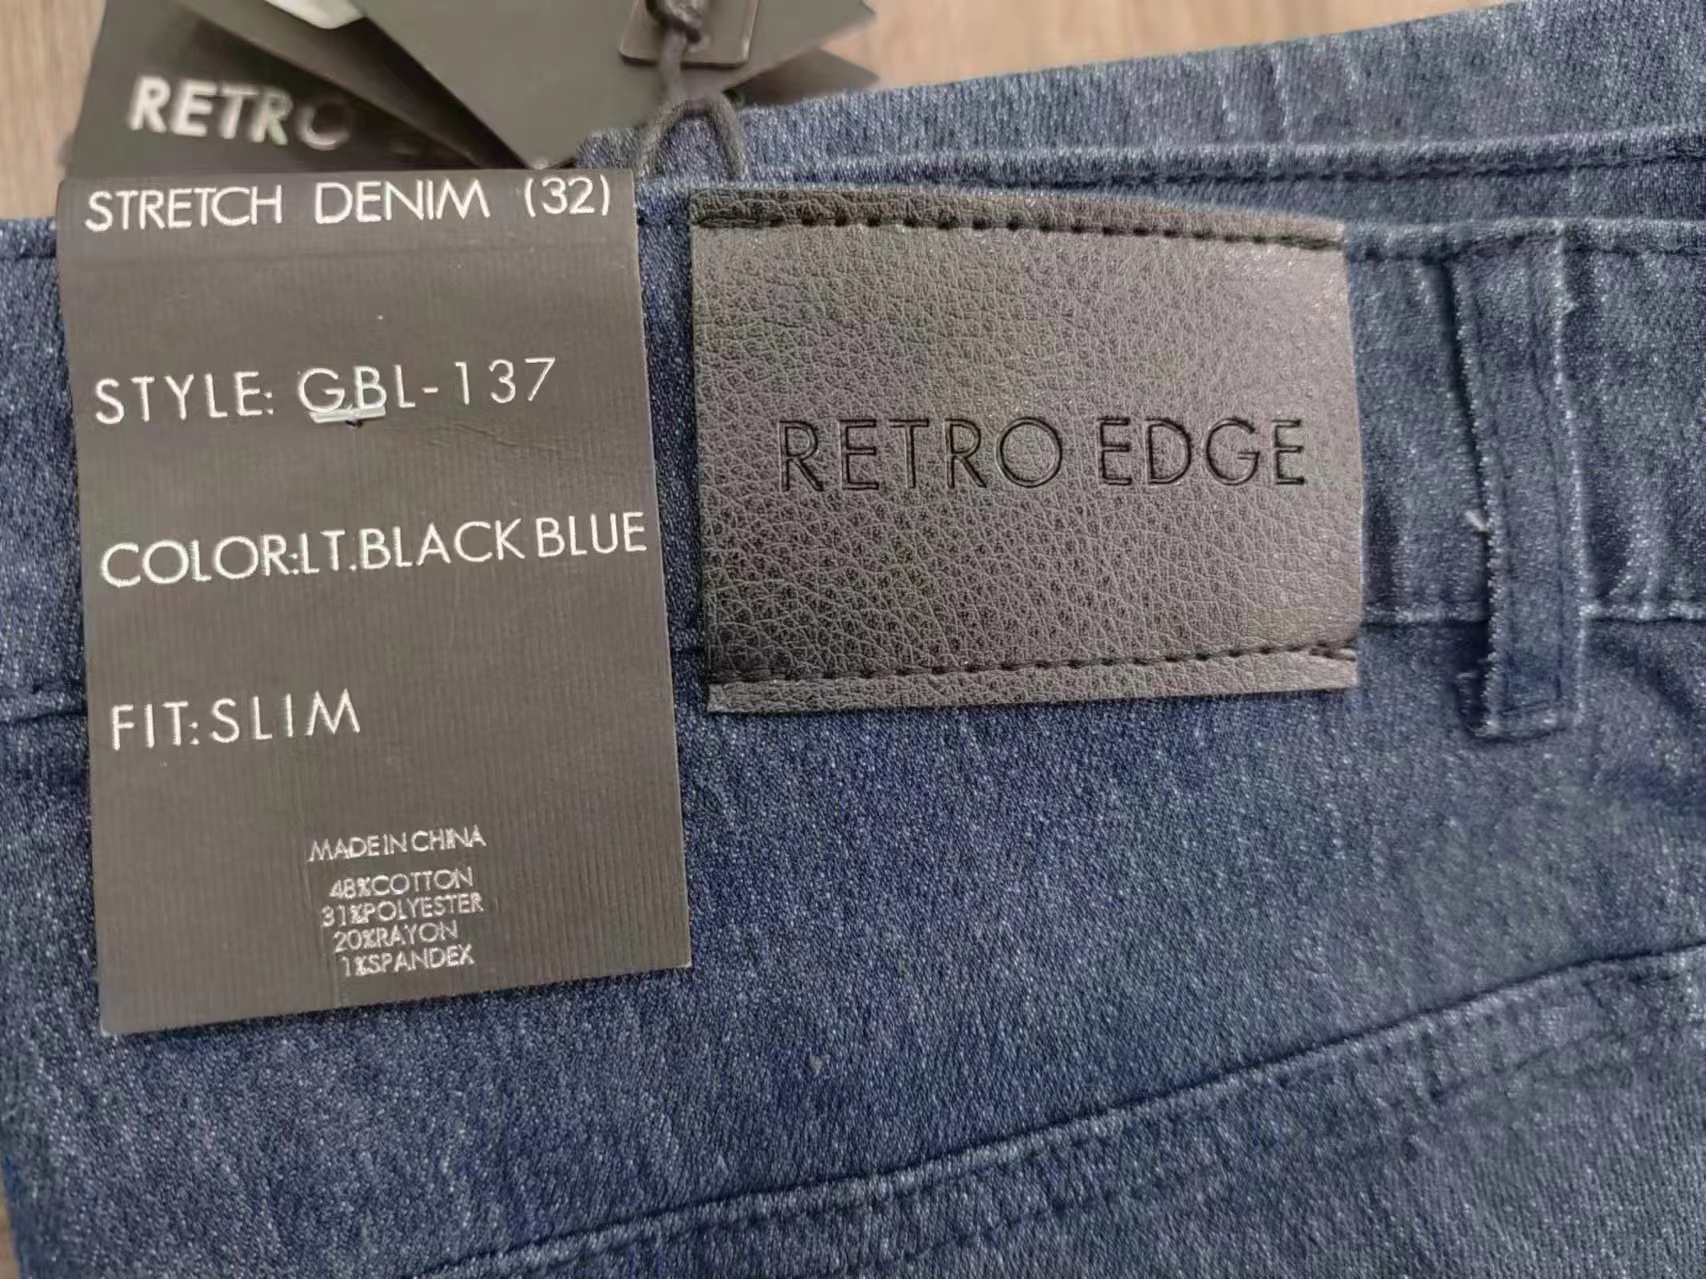 RETRO
STRETCH DENIM (32)
STYLE: GBL-137
COLOR:LT.BLACK BLUE
FIT:SLIM
MADE IN CHINA
48%COTTON
31%POLYESTER
20%RAYON
1%SPANDEX
RETRO EDGE